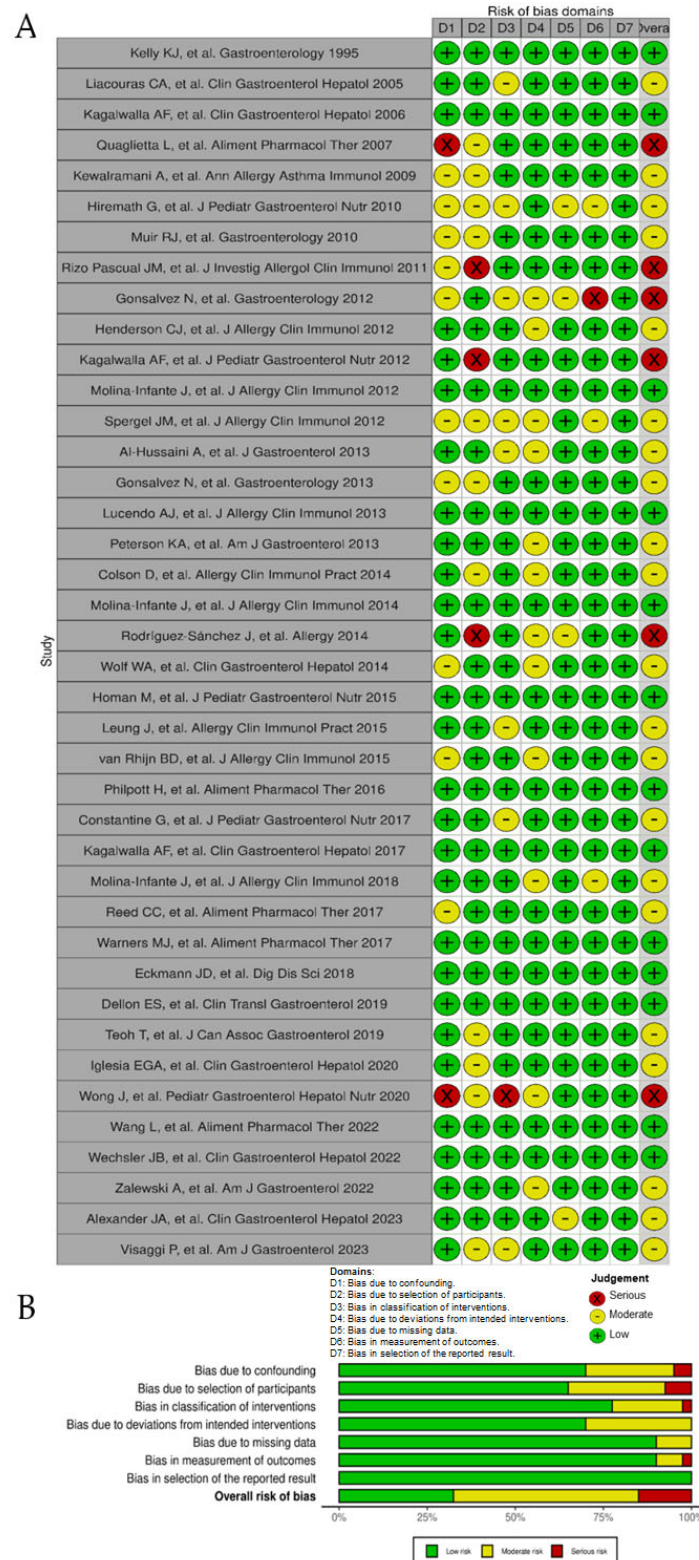 A
Risk of bias domains
D1 D2 D3 D4 D5 D6 D7 Overa
Kelly KJ, et al. Gastroenterology 1995 + + + + + + + +
Liacouras CA, et al. Clin Gastroenterol Hepatol 2005 + + - + + + + -
Kagalwalla AF, et al. Clin Gastroenterol Hepatol 2006 + + + + + + + +
Quaglietta L, et al. Aliment Pharmacol Ther 2007 X - + + + + + X
Kewalramani A, et al. Ann Allergy Asthma Immunol 2009 - - + + + + + -
Hiremath G, et al. J Pediatr Gastroenterol Nutr 2010 - - - + - - + -
Muir RJ, et al. Gastroenterology 2010 - - + + + + + -
Rizo Pascual JM, et al. J Investig Allergol Clin Immunol 2011 - X + + + + + X
Gonsalvez N, et al. Gastroenterology 2012 - + - - - X + X
Henderson CJ, et al. J Allergy Clin Immunol 2012 + + + - + + + -
Kagalwalla AF, et al. J Pediatr Gastroenterol Nutr 2012 + X + + + + + X
Molina-Infante J, et al. J Allergy Clin Immunol 2012 + + + + + + + +
Spergel JM, et al. J Allergy Clin Immunol 2012 - - - - + - + -
Al-Hussaini A, et al. J Gastroenterol 2013 + + - - + + + -
Gonsalvez N, et al. Gastroenterology 2013 - - + + + + + -
Lucendo AJ, et al. J Allergy Clin Immunol 2013 + + + + + + + +
Peterson KA, et al. Am J Gastroenterol 2013 + + + - + + + -
Colson D, et al. Allergy Clin Immunol Pract 2014 + - + - + + + -
Molina-Infante J, et al. J Allergy Clin Immunol 2014 + + + + + + + +
Study
Rodríguez-Sánchez J, et al. Allergy 2014 + X + - - + + X
Wolf WA, et al. Clin Gastroenterol Hepatol 2014 - + + - + + + -
Homan M, et al. J Pediatr Gastroenterol Nutr 2015 + + + + + + + +
Leung J, et al. Allergy Clin Immunol Pract 2015 + + - + + + + -
van Rhijn BD, et al. J Allergy Clin Immunol 2015 - + + - + + + -
Philpott H, et al. Aliment Pharmacol Ther 2016 + + + + + + + +
Constantine G, et al. J Pediatr Gastroenterol Nutr 2017 + + - + + + + -
Kagalwalla AF, et al. Clin Gastroenterol Hepatol 2017 + + + + + + + +
Molina-Infante J, et al. J Allergy Clin Immunol 2018 + + + - + - + -
Reed CC, et al. Aliment Pharmacol Ther 2017 - + + + + + + -
Warners MJ, et al. Aliment Pharmacol Ther 2017 + + + + + + + +
Eckmann JD, et al. Dig Dis Sci 2018 + + + + + + + +
Dellon ES, et al. Clin Transl Gastroenterol 2019 + + + + + + + +
Teoh T, et al. J Can Assoc Gastroenterol 2019 + - + + + + + -
Iglesia EGA, et al. Clin Gastroenterol Hepatol 2020 + - + + + + + -
Wong J, et al. Pediatr Gastroenterol Hepatol Nutr 2020 X - X - + + + X
Wang L, et al. Aliment Pharmacol Ther 2022 + + + + + + + +
Wechsler JB, et al. Clin Gastroenterol Hepatol 2022 + + + + + + + +
Zalewski A, et al. Am J Gastroenterol 2022 + + + - + + + -
Alexander JA, et al. Clin Gastroenterol Hepatol 2023 + + + + - + + -
Visaggi P, et al. Am J Gastroenterol 2023 + - - + + + + -
Domains:
D1: Bias due to confounding.
D2: Bias due to selection of participants.
D3: Bias in classification of interventions.
D4: Bias due to deviations from intended interventions.
D5: Bias due to missing data.
D6: Bias in measurement of outcomes.
D7: Bias in selection of the reported result.
Judgement
X Serious
- Moderate
+ Low
B
Bias due to confounding
Bias due to selection of participants
Bias in classification of interventions
Bias due to deviations from intended interventions
Bias due to missing data
Bias in measurement of outcomes
Bias in selection of the reported result
Overall risk of bias
0% 25% 50% 75% 100%
Low risk Moderate risk Serious risk